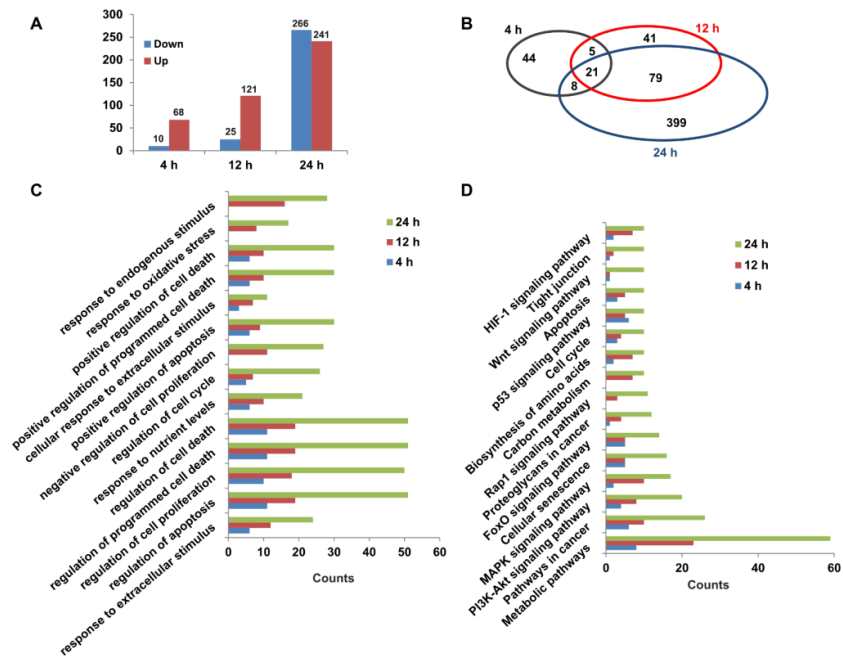 A
300
250
200
150
100
50
0
Down
Up
10
68
25
121
266
241
4 h
12 h
24 h
B
4 h
12 h
24 h
44
5
41
21
8
79
399
C
24 h
12 h
4 h
response to endogenous stimulus
response to oxidative stress
positive regulation of cell death
positive regulation of programmed cell death
cellular response to extracellular stimulus
positive regulation of apoptosis
negative regulation of cell proliferation
regulation of cell cycle
response to nutrient levels
regulation of cell death
regulation of programmed cell death
regulation of cell proliferation
regulation of apoptosis
response to extracellular stimulus
0 10 20 30 40 50 60
Counts
D
24 h
12 h
4 h
HIF-1 signaling pathway
Tight junction
Wnt signaling pathway
Apoptosis
p53 signaling pathway
Cell cycle
Biosynthesis of amino acids
Carbon metabolism
Rap1 signaling pathway
Proteoglycans in cancer
FoxO signaling pathway
Cellular senescence
MAPK signaling pathway
PI3K-Akt signaling pathway
Pathways in cancer
Metabolic pathways
0 20 40 60
Counts